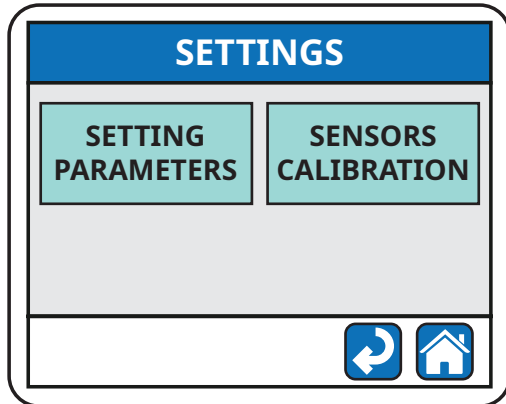 SETTINGS
SETTING
PARAMETERS
SENSORS
CALIBRATION